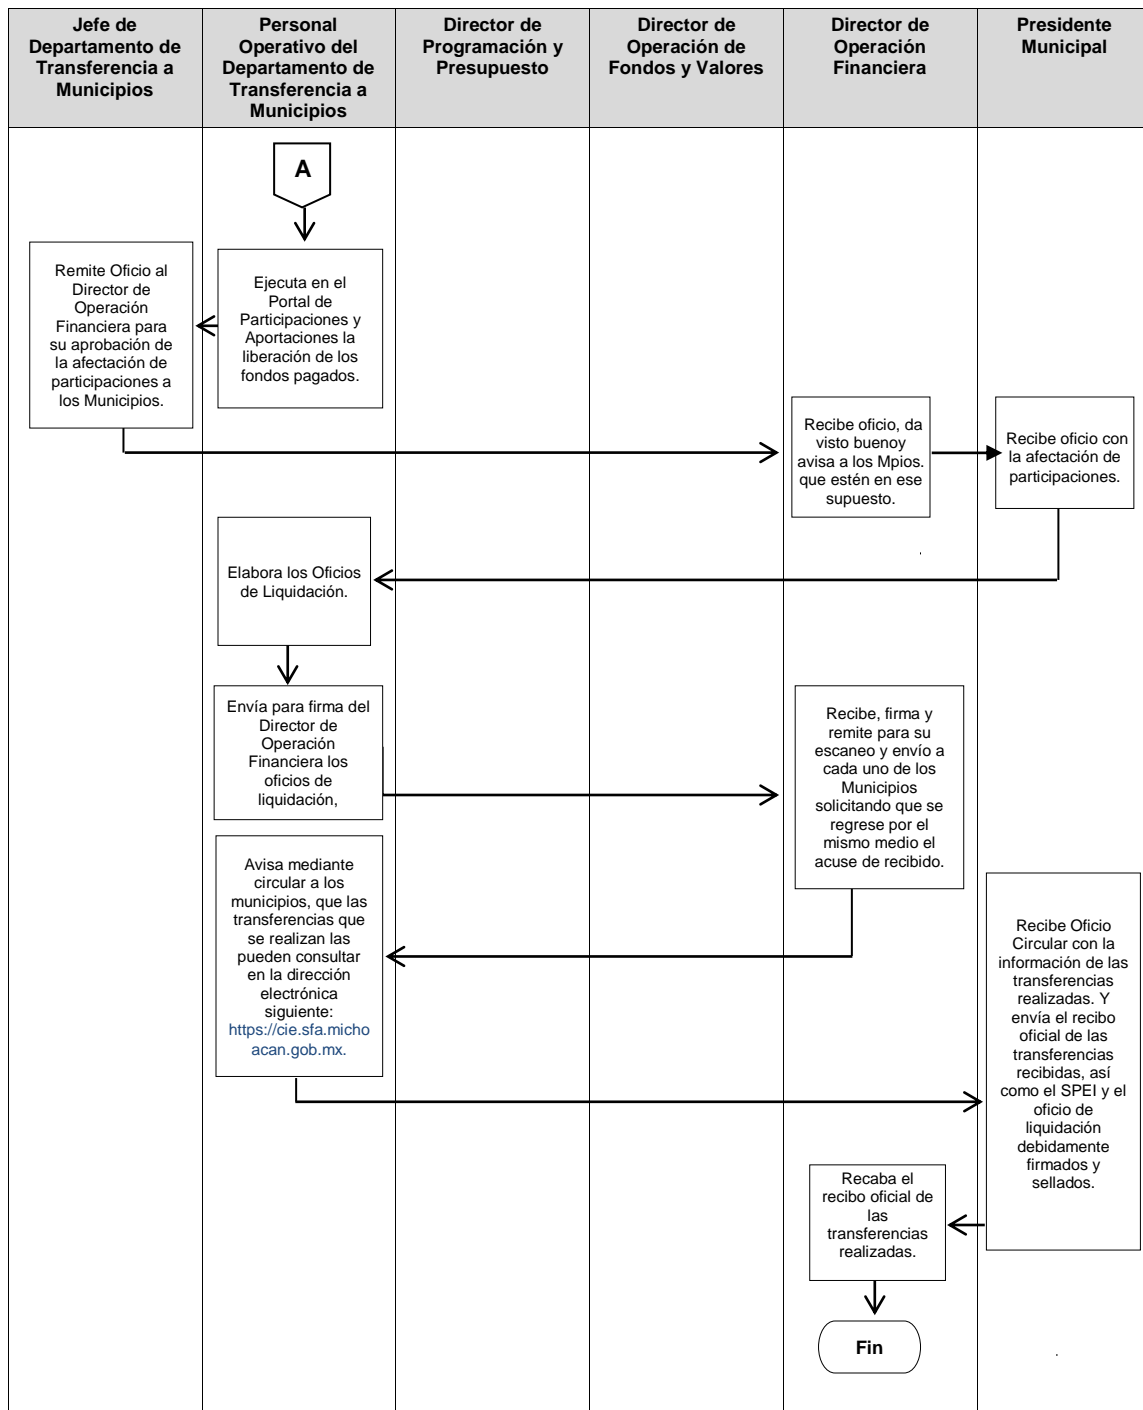 Jefe de
Departamento de
Transferencia a
Municipios
Personal
Operativo del
Departamento de
Transferencia a
Municipios
Director de
Programación y
Presupuesto
Director de
Operación de
Fondos y Valores
Director de
Operación
Financiera
Presidente
Municipal
A
Remite Oficio al
Director de
Operación
Financiera para
su aprobación de
la afectación de
participaciones a
los Municipios.
Ejecuta en el
Portal de
Participaciones y
Aportaciones la
liberación de los
fondos pagados.
Recibe oficio, da
visto buenoy
avisa a los Mpios.
que estén en ese
supuesto.
Recibe oficio con
la afectación de
participaciones.
Elabora los Oficios
de Liquidación.
Envía para firma del
Director de
Operación
Financiera los
oficios de
liquidación,
Recibe, firma y
remite para su
escaneo y envío a
cada uno de los
Municipios
solicitando que se
regrese por el
mismo medio el
acuse de recibido.
Avisa mediante
circular a los
municipios, que las
transferencias que
se realizan las
pueden consultar
en la dirección
electrónica
siguiente:
https://cie.sfa.micho
acan.gob.mx.
Recibe Oficio
Circular con la
información de las
transferencias
realizadas. Y
envía el recibo
oficial de las
transferencias
recibidas, así
como el SPEI y el
oficio de
liquidación
debidamente
firmados y
sellados.
Recaba el
recibo oficial de
las
transferencias
realizadas.
Fin